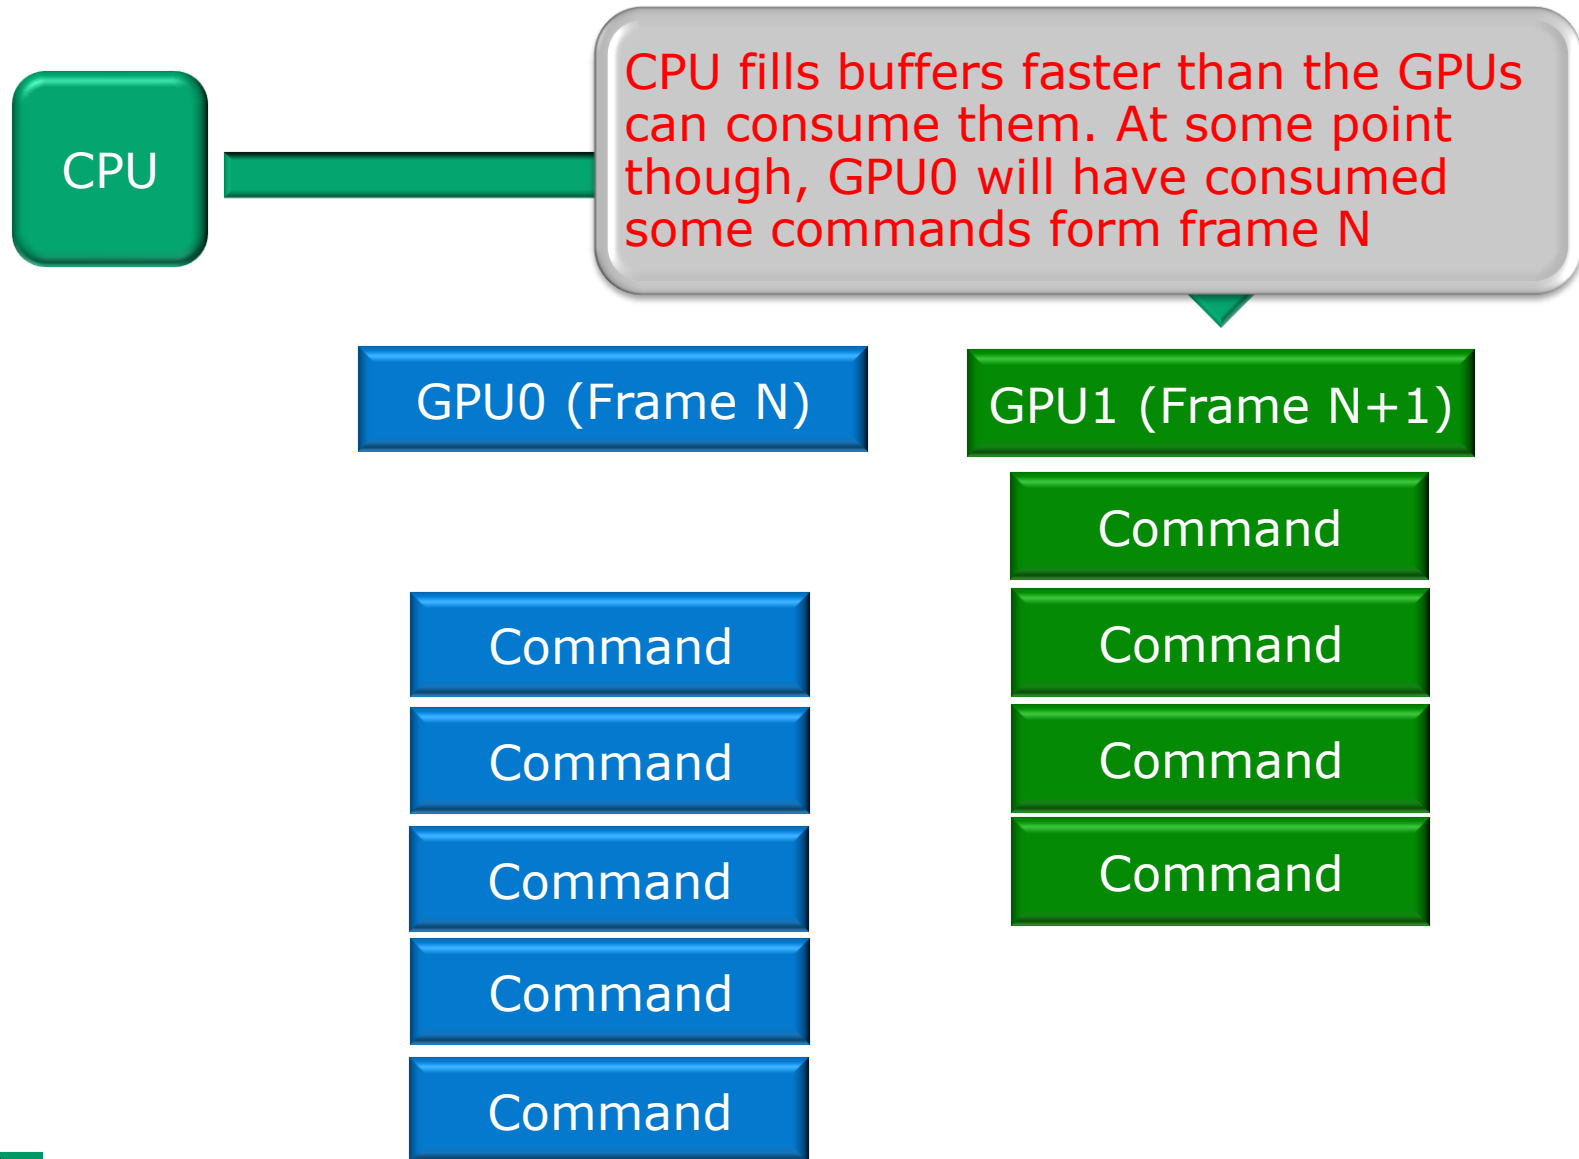 CPU
CPU fills buffers faster than the GPUs
can consume them. At some point
though, GPU0 will have consumed
some commands form frame N
GPU0 (Frame N)
Command
Command
Command
Command
Command
GPU1 (Frame N+1)
Command
Command
Command
Command